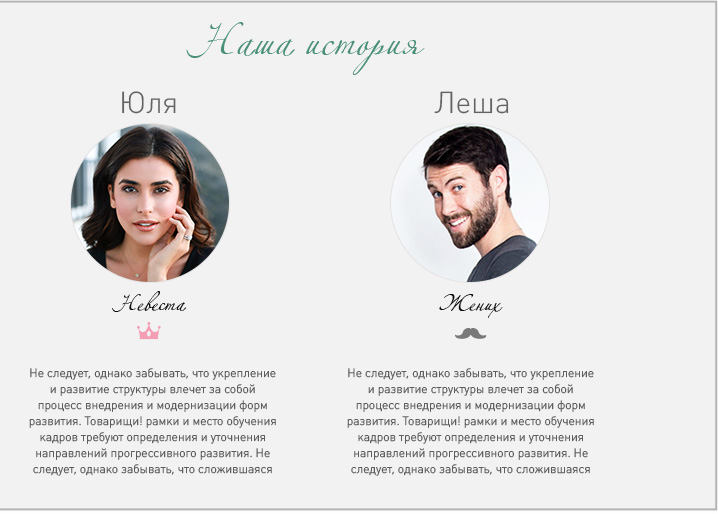 Наша история
Юля
Леша
Невеста
Жених
Не следует, однако забывать, что укрепление
и развитие структуры влечет за собой
процесс внедрения и модернизации форм
развития. Товарищи! рамки и место обучения
кадров требуют определения и уточнения
направлений прогрессивного развития. Не
следует, однако забывать, что сложившаяся
Не следует, однако забывать, что укрепление
и развитие структуры влечет за собой
процесс внедрения и модернизации форм
развития. Товарищи! рамки и место обучения
кадров требуют определения и уточнения
направлений прогрессивного развития. Не
следует, однако забывать, что сложившаяся